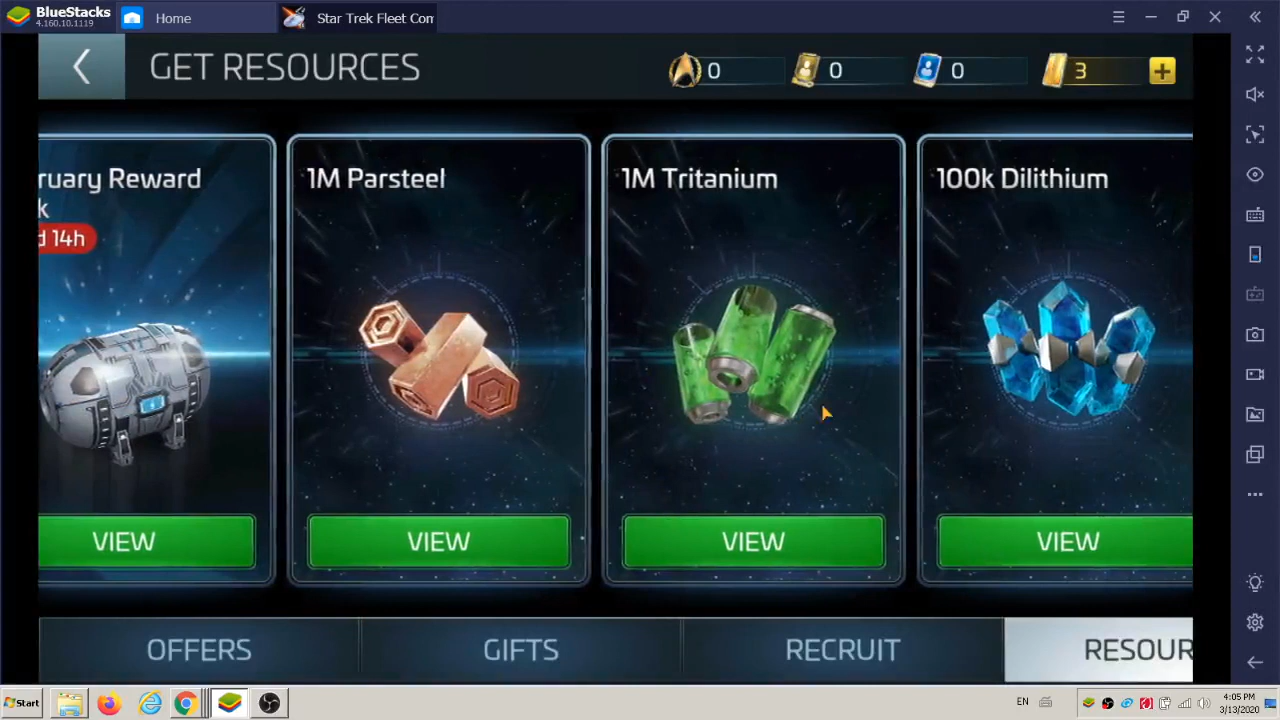 BlueStacks
4.160.10.1119
Home
Star Trek Fleet Con
GET RESOURCES
0
0
0
3
ruary Reward
k
d 14h
VIEW
1M Parsteel
VIEW
1M Tritanium
VIEW
100k Dilithium
VIEW
OFFERS
GIFTS
RECRUIT
RESOUR
Start
EN
4:05 PM
3/13/2020